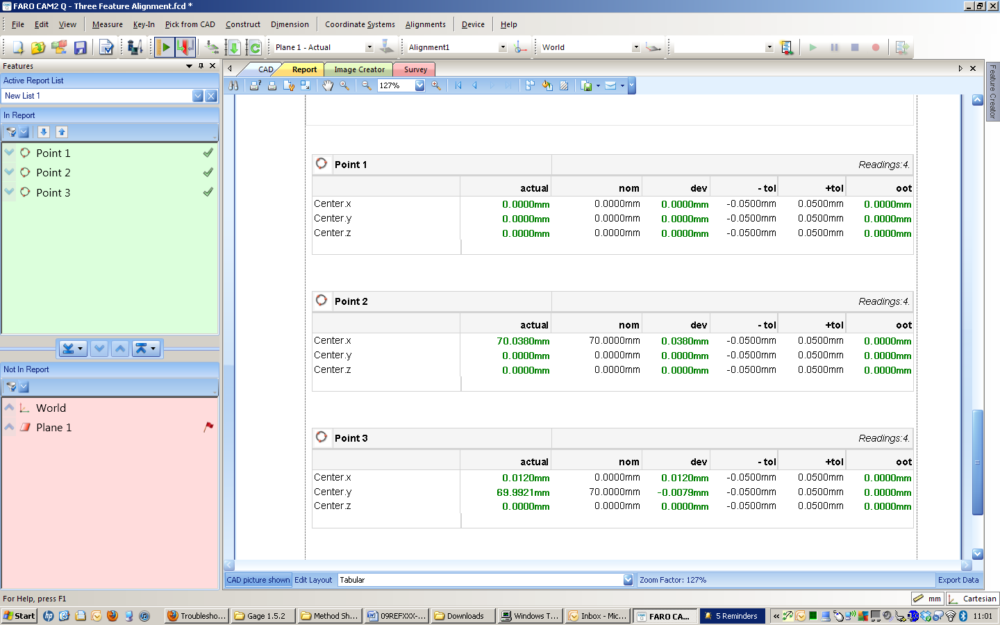 FARO CAM2 Q - Three Feature Alignment.fcd *
File Edit View Measure Key-In Pick from CAD Construct Dimension Coordinate Systems Alignments Device Help
Plane 1 - Actual Alignment1 World
Features
Active Report List
New List 1
In Report
Point 1
Point 2
Point 3
Not In Report
World
Plane 1
CAD Report Image Creator Survey
127%
Feature Creator
Point 1 Readings:4.
actual nom dev - tol +tol oot
Center.x 0.0000mm 0.0000mm 0.0000mm -0.0500mm 0.0500mm 0.0000mm
Center.y 0.0000mm 0.0000mm 0.0000mm -0.0500mm 0.0500mm 0.0000mm
Center.z 0.0000mm 0.0000mm 0.0000mm -0.0500mm 0.0500mm 0.0000mm
Point 2 Readings:4.
actual nom dev - tol +tol oot
Center.x 70.0380mm 70.0000mm 0.0380mm -0.0500mm 0.0500mm 0.0000mm
Center.y 0.0000mm 0.0000mm 0.0000mm -0.0500mm 0.0500mm 0.0000mm
Center.z 0.0000mm 0.0000mm 0.0000mm -0.0500mm 0.0500mm 0.0000mm
Point 3 Readings:4.
actual nom dev - tol +tol oot
Center.x 0.0120mm 0.0000mm 0.0120mm -0.0500mm 0.0500mm 0.0000mm
Center.y 69.9921mm 70.0000mm -0.0079mm -0.0500mm 0.0500mm 0.0000mm
Center.z 0.0000mm 0.0000mm 0.0000mm -0.0500mm 0.0500mm 0.0000mm
CAD picture shown Edit Layout Tabular Zoom Factor: 127% Export Data
For Help, press F1 mm Cartesian
Start Troublesho... Gage 1.5.2 Method Sh... 09REFXXX-... Downloads Windows T... Inbox - Mic... FARO CA... 5 Reminders 11:01